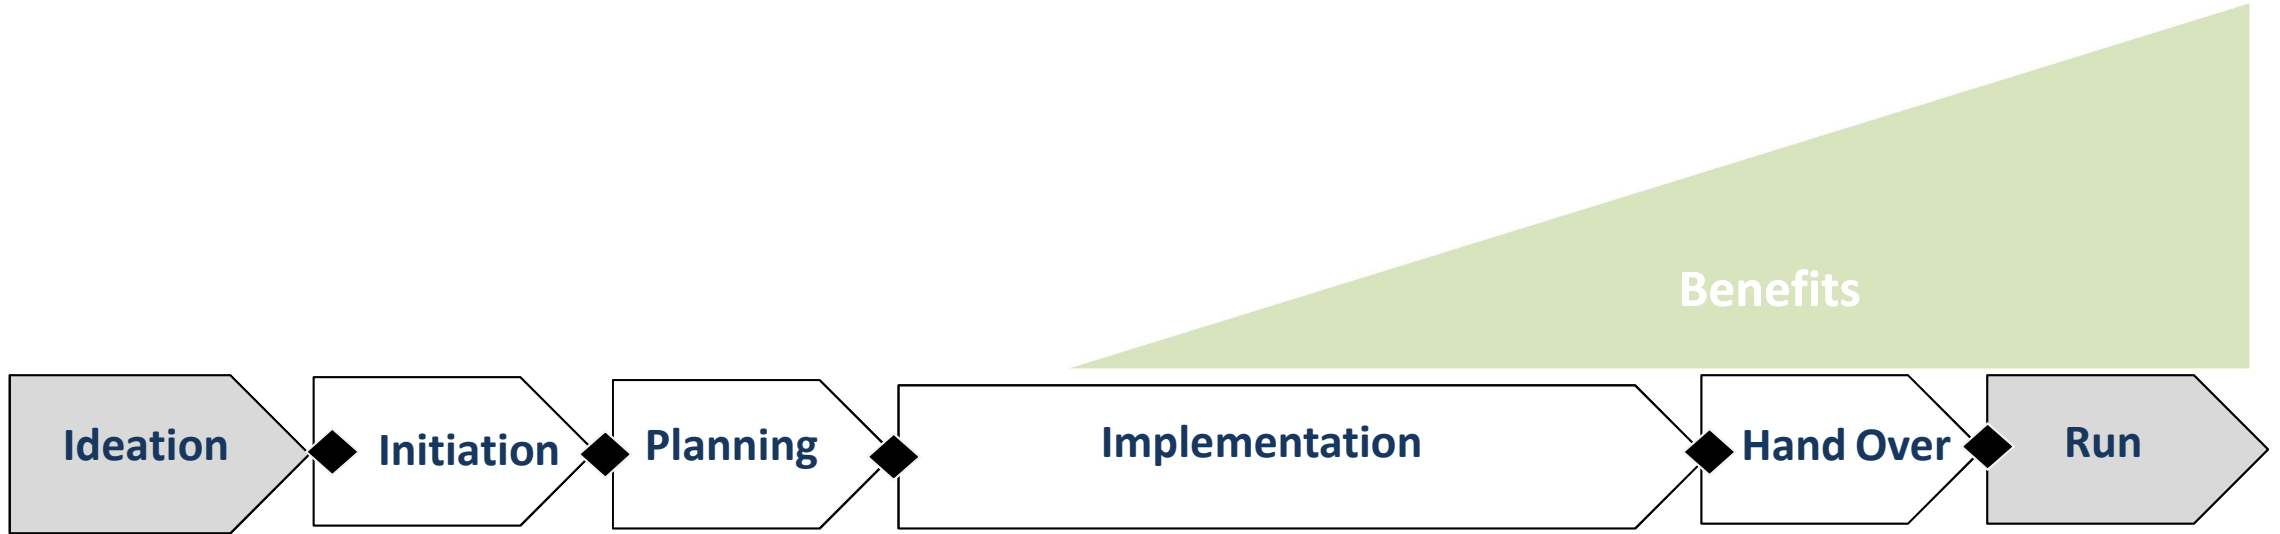 Benefits
Ideation
Initiation
Planning
Implementation
Hand Over
Run